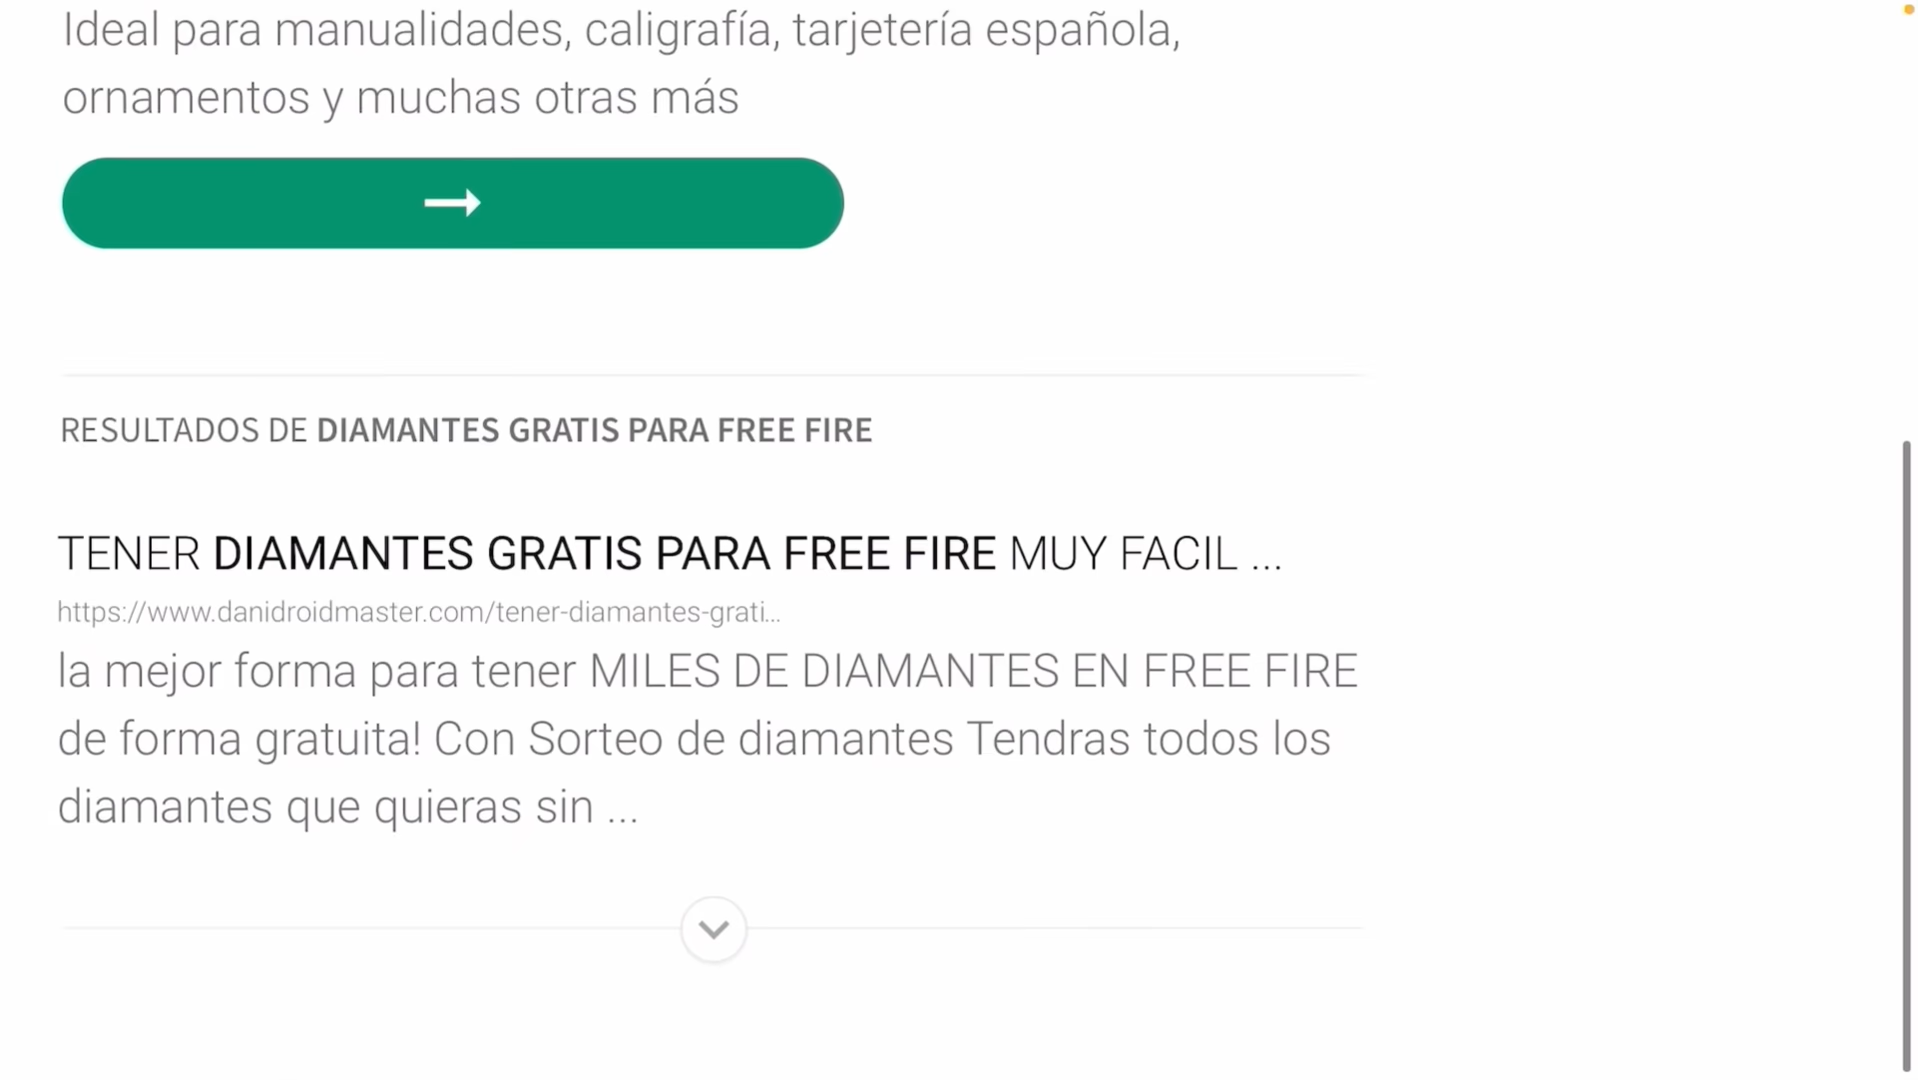 Ideal para manualidades, caligrafía, tarjetería española,
ornamentos y muchas otras más
RESULTADOS DE DIAMANTES GRATIS PARA FREE FIRE
TENER DIAMANTES GRATIS PARA FREE FIRE MUY FACIL ...
https://www.danidroidmaster.com/tener-diamantes-grati...
la mejor forma para tener MILES DE DIAMANTES EN FREE FIRE
de forma gratuita! Con Sorteo de diamantes Tendras todos los
diamantes que quieras sin ...